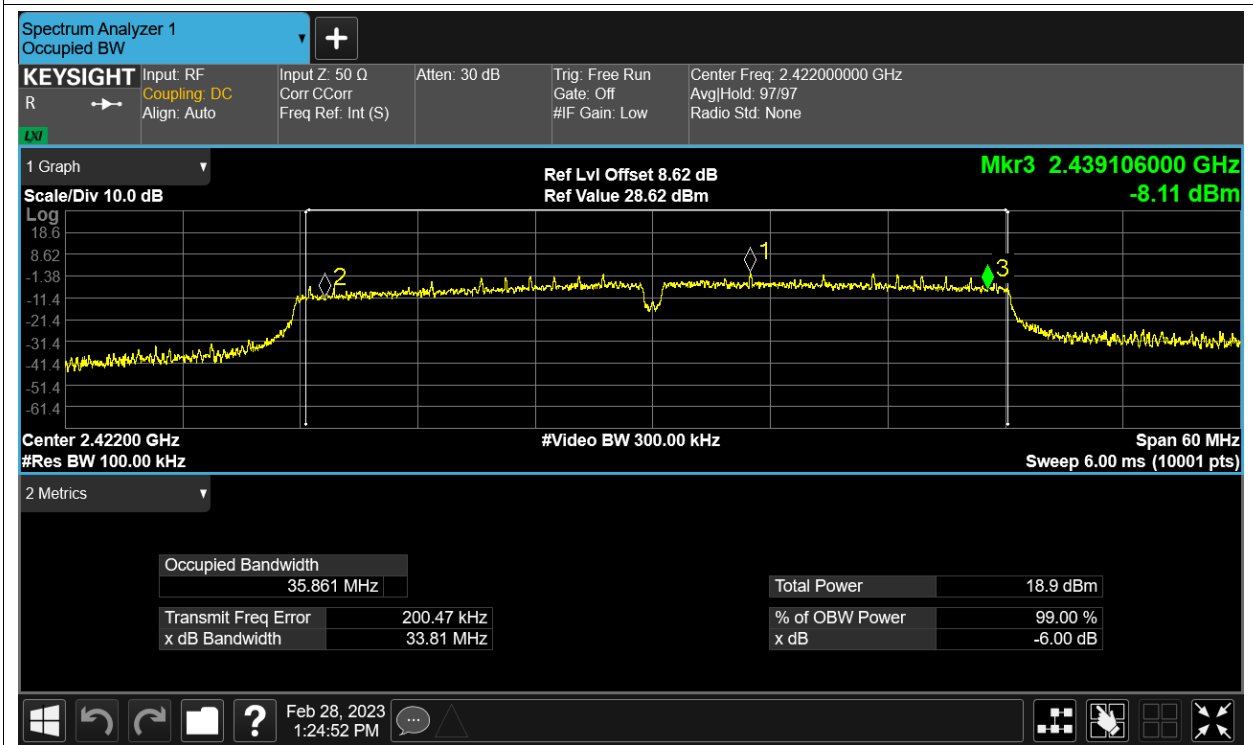 Spectrum Analyzer 1
Occupied BW
+
KEYSIGHT Input: RF Input Z: 50 Ω Atten: 30 dB Trig: Free Run Center Freq: 2.422000000 GHz
R Coupling: DC Corr CCorr Gate: Off Avg|Hold: 97/97
Align: Auto Freq Ref: Int (S) #IF Gain: Low Radio Std: None
LXI
1 Graph
Ref Lvl Offset 8.62 dB Mkr3 2.439106000 GHz
Scale/Div 10.0 dB Ref Value 28.62 dBm -8.11 dBm
Log
18.6
8.62
-1.38
-11.4
-21.4
-31.4
-41.4
-51.4
-61.4
2
1
3
Center 2.42200 GHz #Video BW 300.00 kHz Span 60 MHz
#Res BW 100.00 kHz Sweep 6.00 ms (10001 pts)
2 Metrics
Occupied Bandwidth
35.861 MHz Total Power 18.9 dBm
Transmit Freq Error 200.47 kHz % of OBW Power 99.00 %
x dB Bandwidth 33.81 MHz x dB -6.00 dB
? Feb 28, 2023
1:24:52 PM